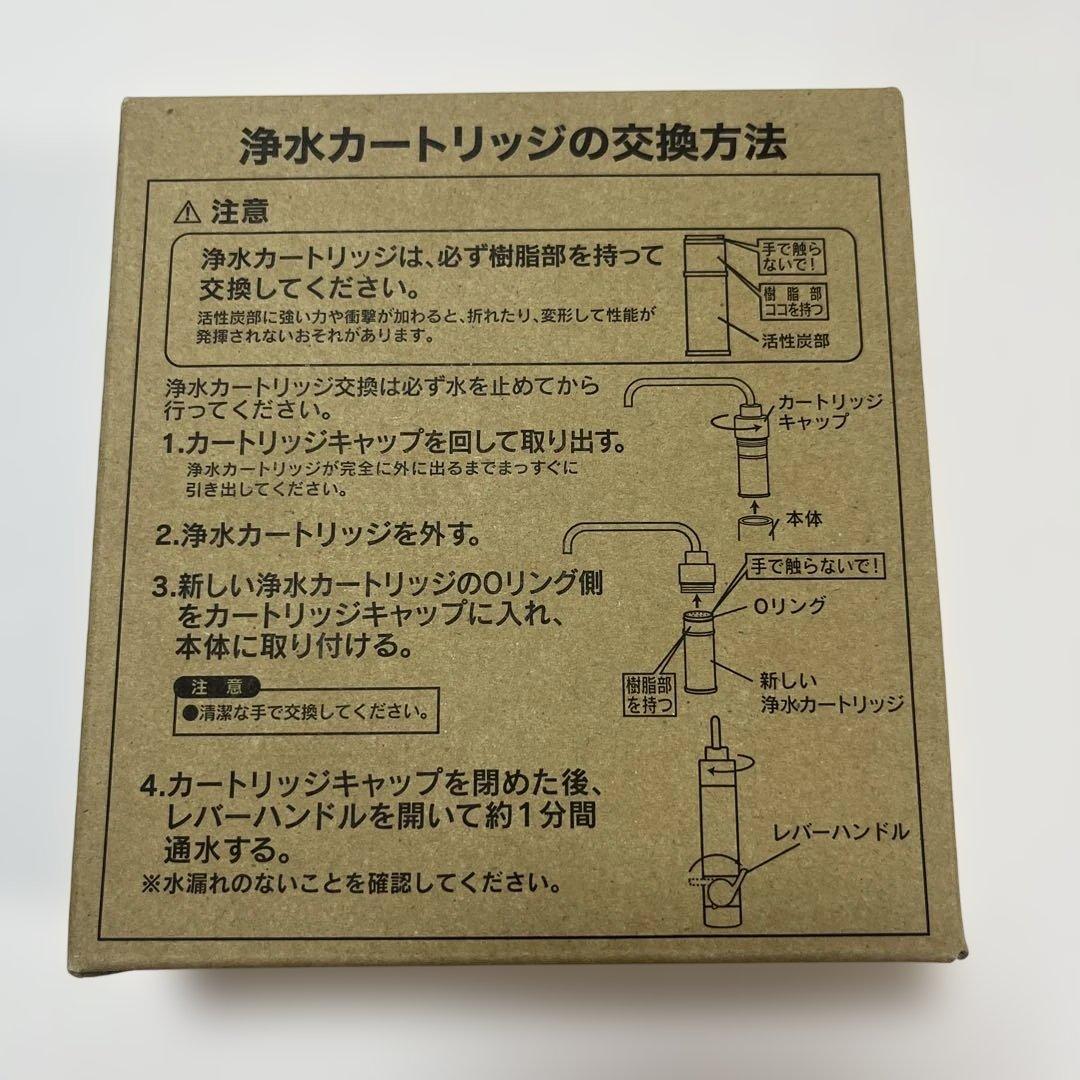 浄水カートリッジの交換方法
⚠ 注意
浄水カートリッジは、必ず樹脂部を持って
交換してください。
活性炭部に強い力や衝撃が加わると、折れたり、変形して性能が
発揮されないおそれがあります。
手で触ら
ないで!
樹脂部
ココを持つ
活性炭部
浄水カートリッジ交換は必ず水を止めてから
行ってください。
1.カートリッジキャップを回して取り出す。
浄水カートリッジが完全に外に出るまでまっすぐに
引き出してください。
カートリッジ
キャップ
本体
2.浄水カートリッジを外す。
3.新しい浄水カートリッジのOリング側
をカートリッジキャップに入れ、
本体に取り付ける。
手で触らないで!
Oリング
樹脂部
を持つ
新しい
浄水カートリッジ
注意
●清潔な手で交換してください。
4.カートリッジキャップを閉めた後、
レバーハンドルを開いて約1分間
通水する。
※水漏れのないことを確認してください。
レバーハンドル